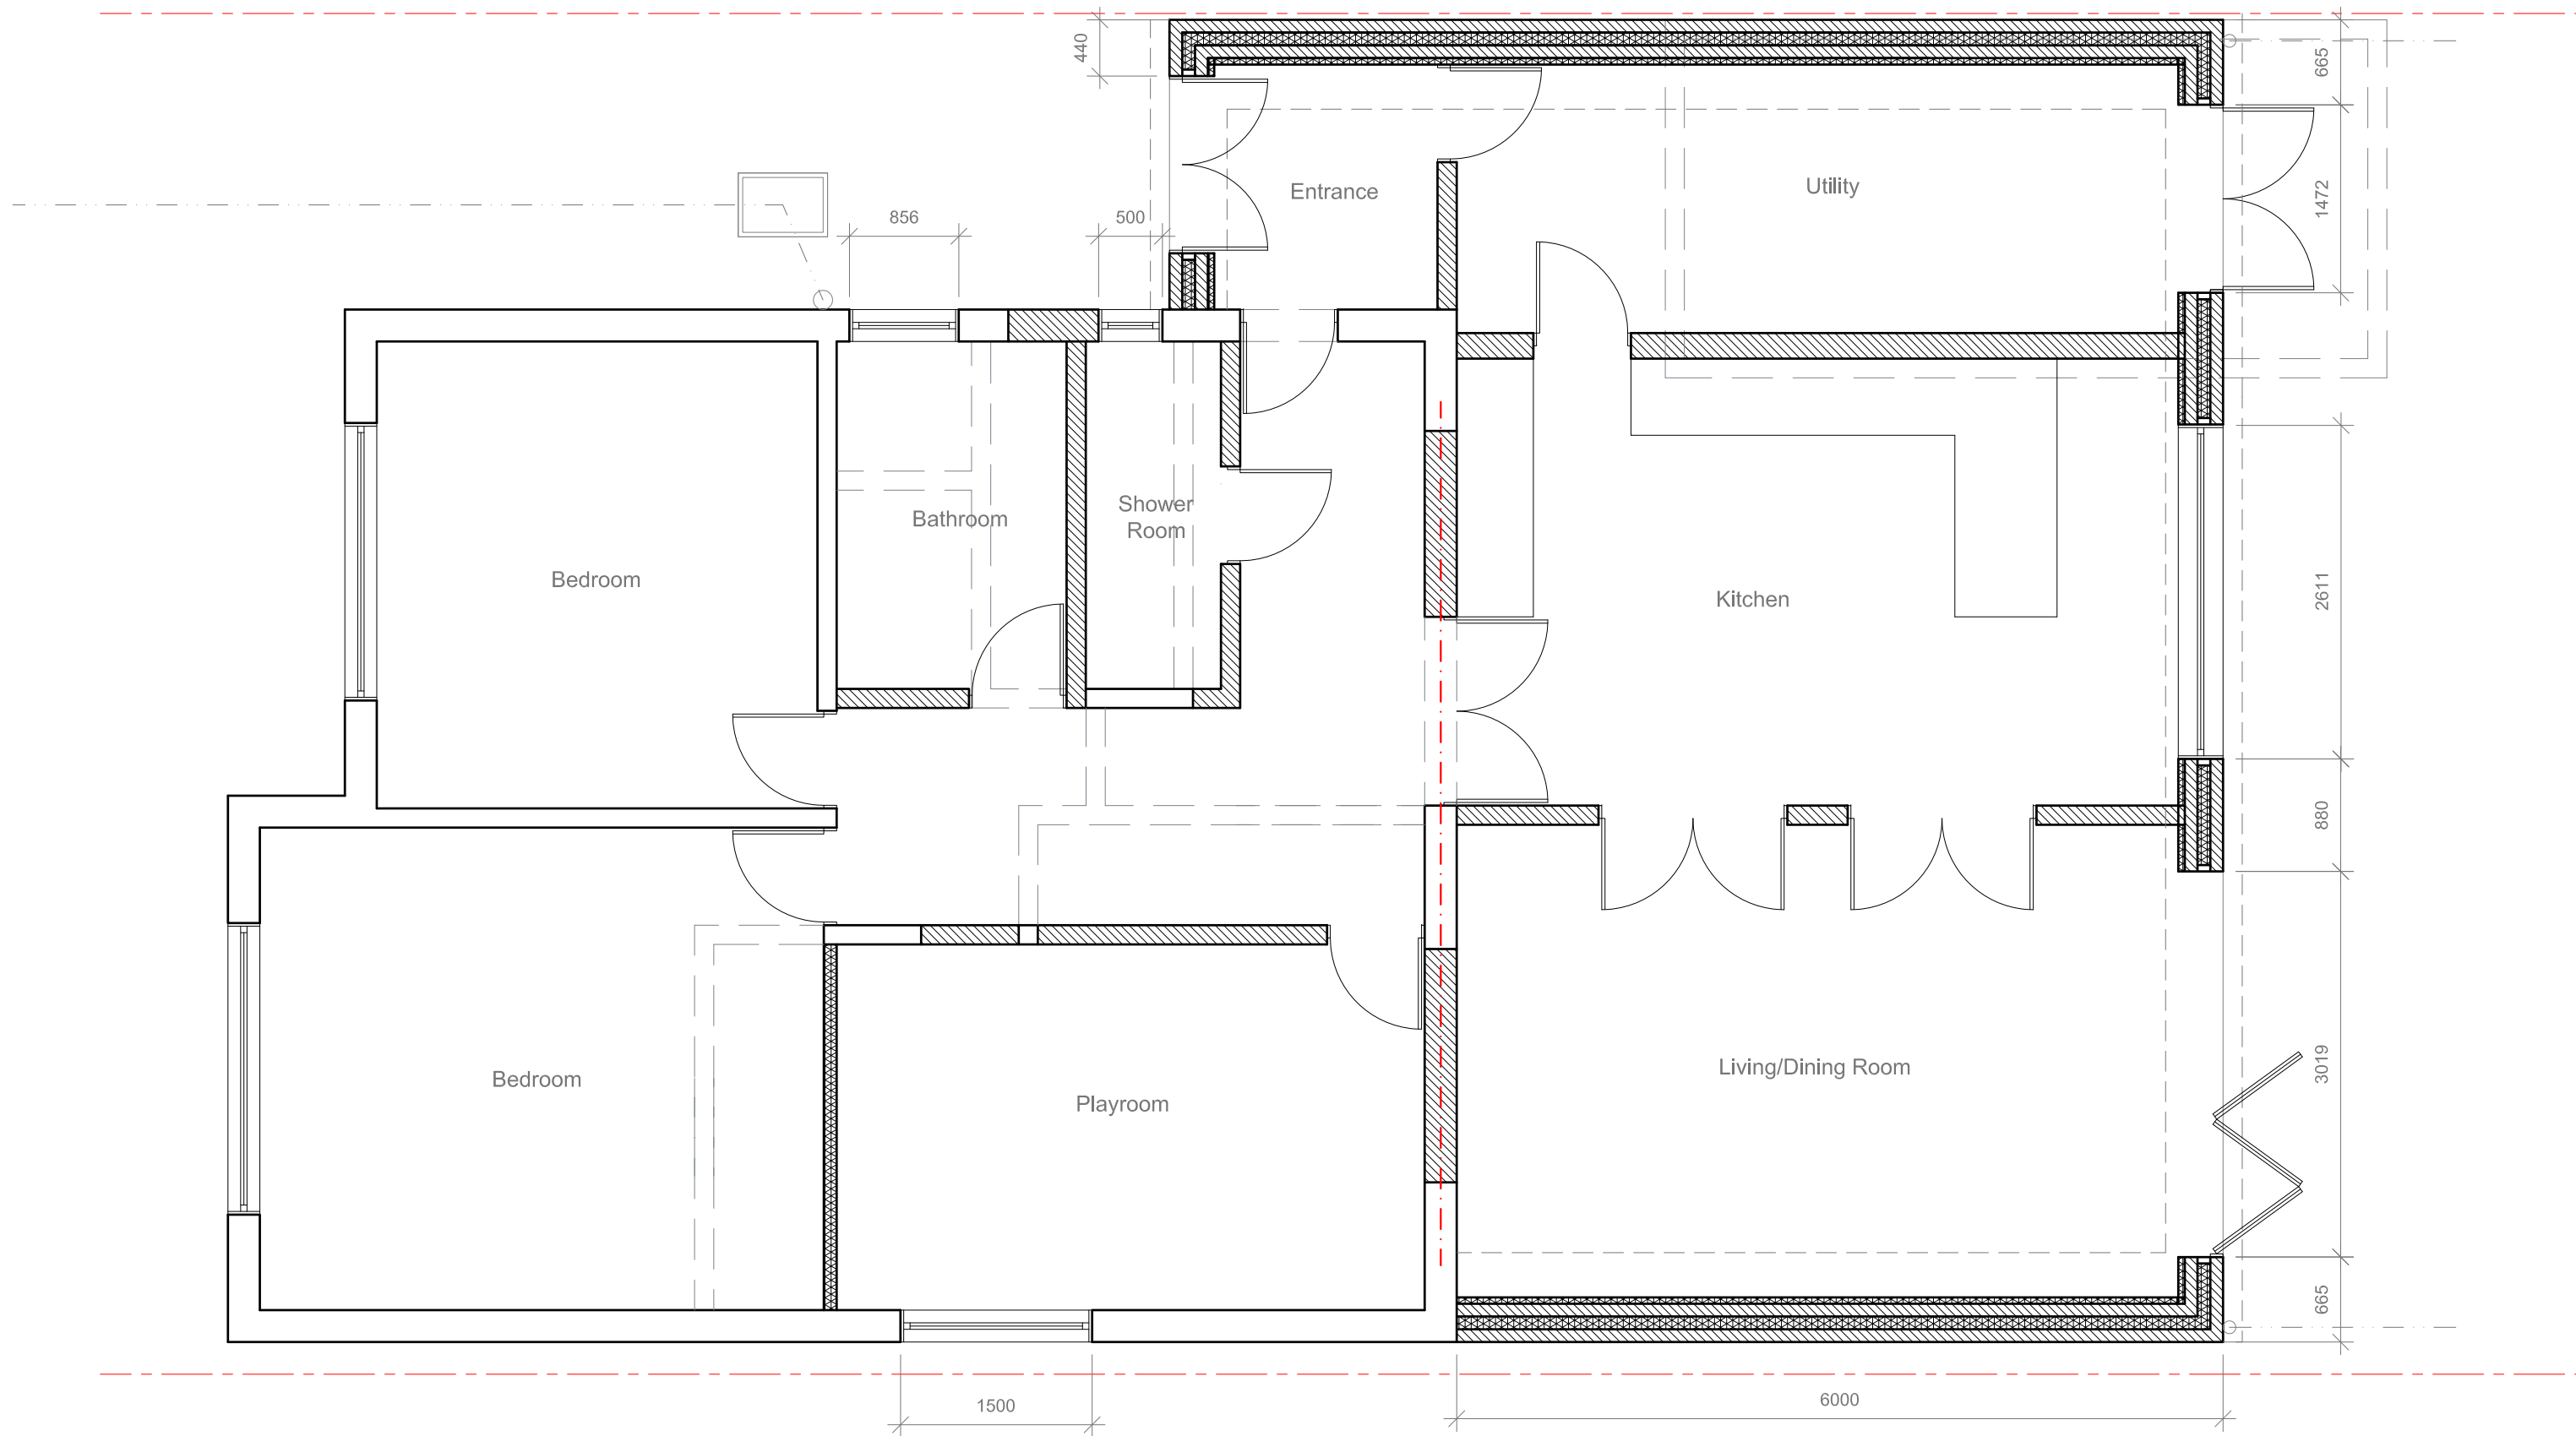 440
665
Entrance
Utility
1472
856
500
Shower
Room
Bathroom
Bedroom
Kitchen
2611
880
Living/Dining Room
3019
Bedroom
Playroom
665
1500
6000